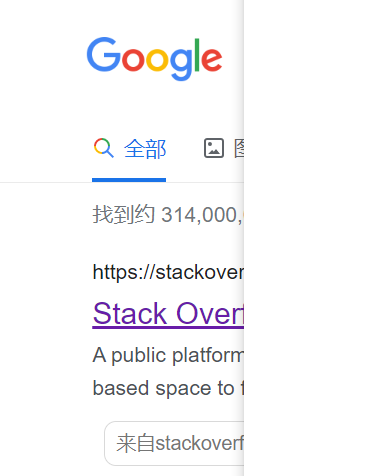 Google
全部
找到约 314,000,
https://stackover
Stack Overf
A public platform
based space to f
来自stackoverf